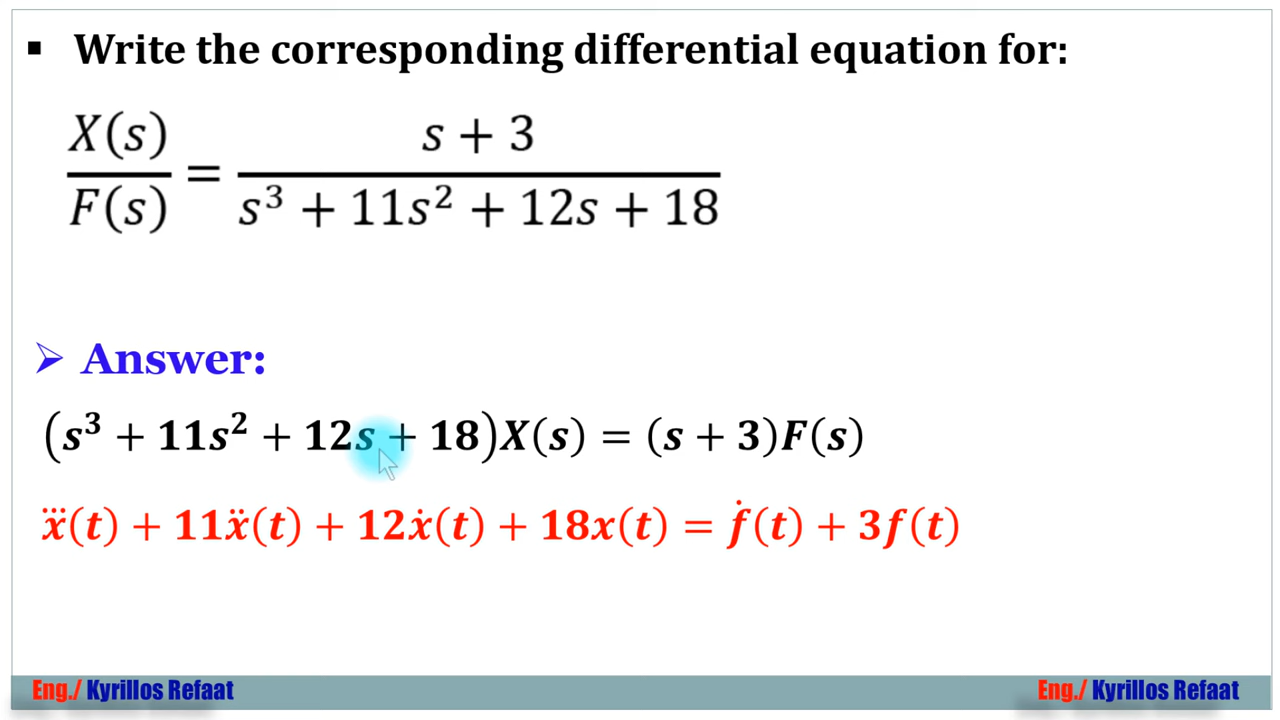 ▪ Write the corresponding differential equation for:
X(s)/F(s) = (s + 3)/(s³ + 11s² + 12s + 18)
➢ Answer:
(s³ + 11s² + 12s + 18)X(s) = (s + 3)F(s)
x⃛(t) + 11ẍ(t) + 12ẋ(t) + 18x(t) = ḟ(t) + 3f(t)
Eng./ Kyrillos Refaat Eng./ Kyrillos Refaat